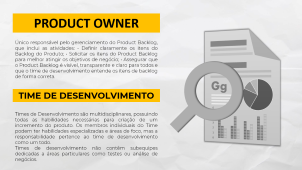 PRODUCT OWNER
Único responsável pelo gerenciamento do Product Backlog,
que inclui as atividades: - Definir claramente os itens do
Backlog do Produto; - Solicitar os itens do Backlog do Produto
para melhor atingir os objetivos de negócio; - Assegurar que
o Product Backlog é visível, transparente e claro para todos e
que o time de desenvolvimento entende os itens de backlog
de forma correta.
TIME DE DESENVOLVIMENTO
Times de Desenvolvimento são multidisciplinares, possuindo
todas as habilidades necessárias para criação de um
incremento do produto. Os membros individuais do Time
podem ter habilidades especializadas e áreas de foco, mas a
responsabilidade pertence ao time de desenvolvimento
como um todo.
Times de desenvolvimento não contém subequipes
dedicadas à áreas particulares como testes ou análise de
negócios.
Gg